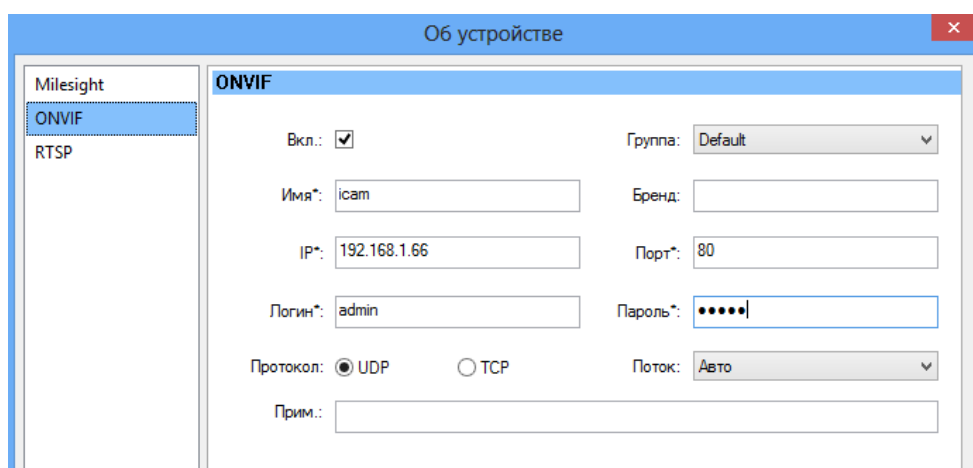 Об устройстве
Milesight
ONVIF
RTSP
ONVIF
Вкл.: Группа: Default
Имя*: icam Бренд:
IP*: 192.168.1.66 Порт*: 80
Логин*: admin Пароль*: •••••
Протокол: UDP TCP Поток: Авто
Прим.: